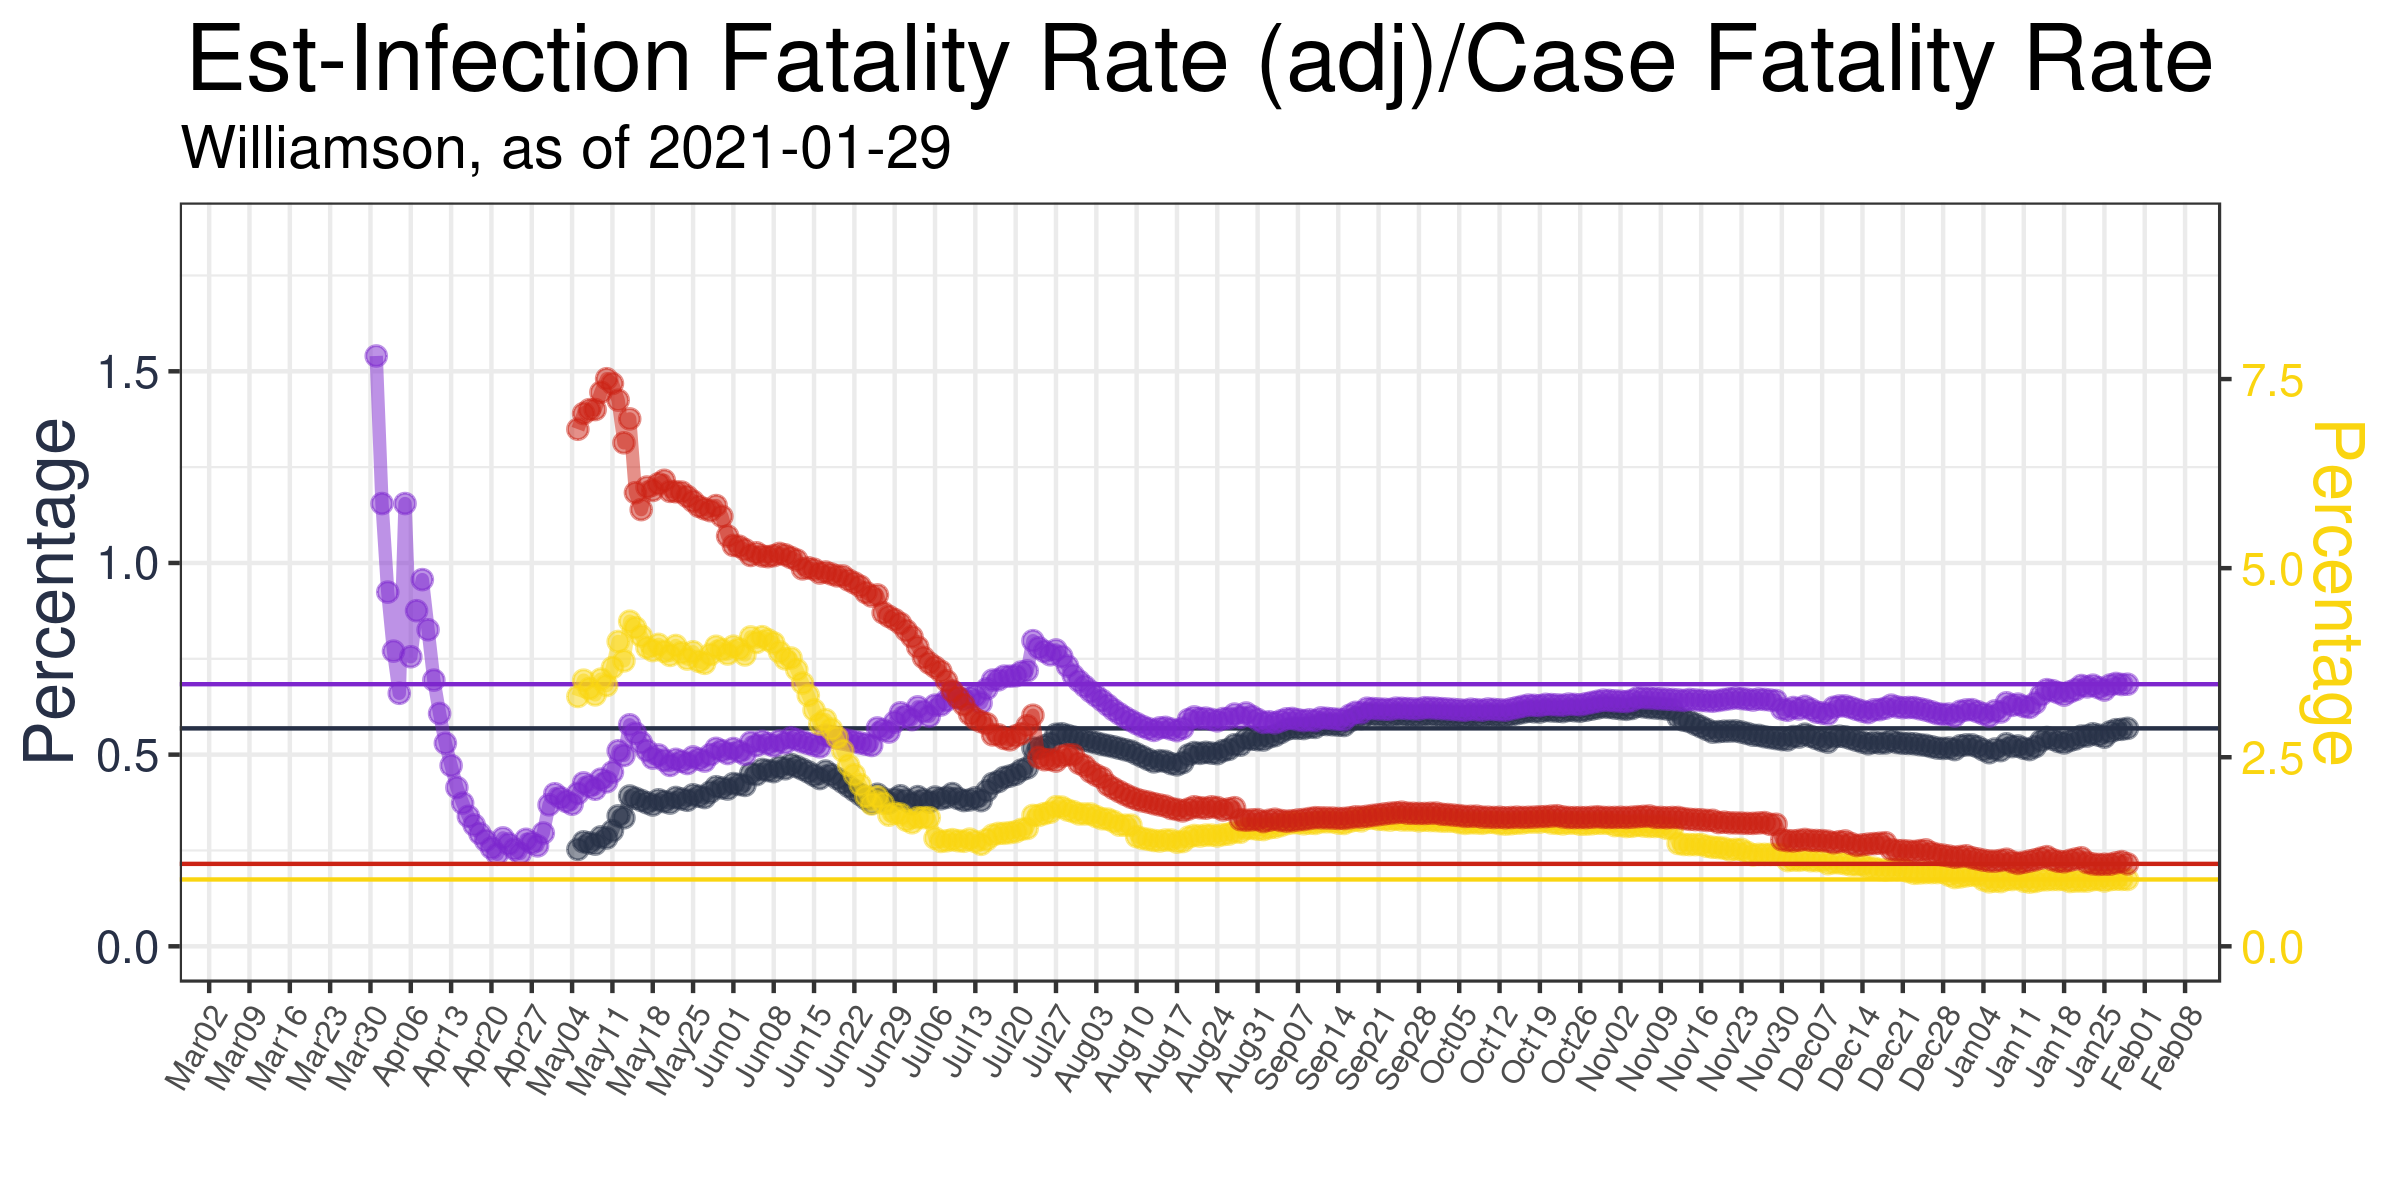 Est-Infection Fatality Rate (adj)/Case Fatality Rate
Williamson, as of 2021-01-29
Percentage
1.5
1.0
0.5
0.0
7.5
5.0
2.5
0.0
Percentage
Mar02 Mar09 Mar16 Mar23 Mar30 Apr06 Apr13 Apr20 Apr27 May04 May11 May18 May25 Jun01 Jun08 Jun15 Jun22 Jun29 Jul06 Jul13 Jul20 Jul27 Aug03 Aug10 Aug17 Aug24 Aug31 Sep07 Sep14 Sep21 Sep28 Oct05 Oct12 Oct19 Oct26 Nov02 Nov09 Nov16 Nov23 Nov30 Dec07 Dec14 Dec21 Dec28 Jan04 Jan11 Jan18 Jan25 Feb01 Feb08